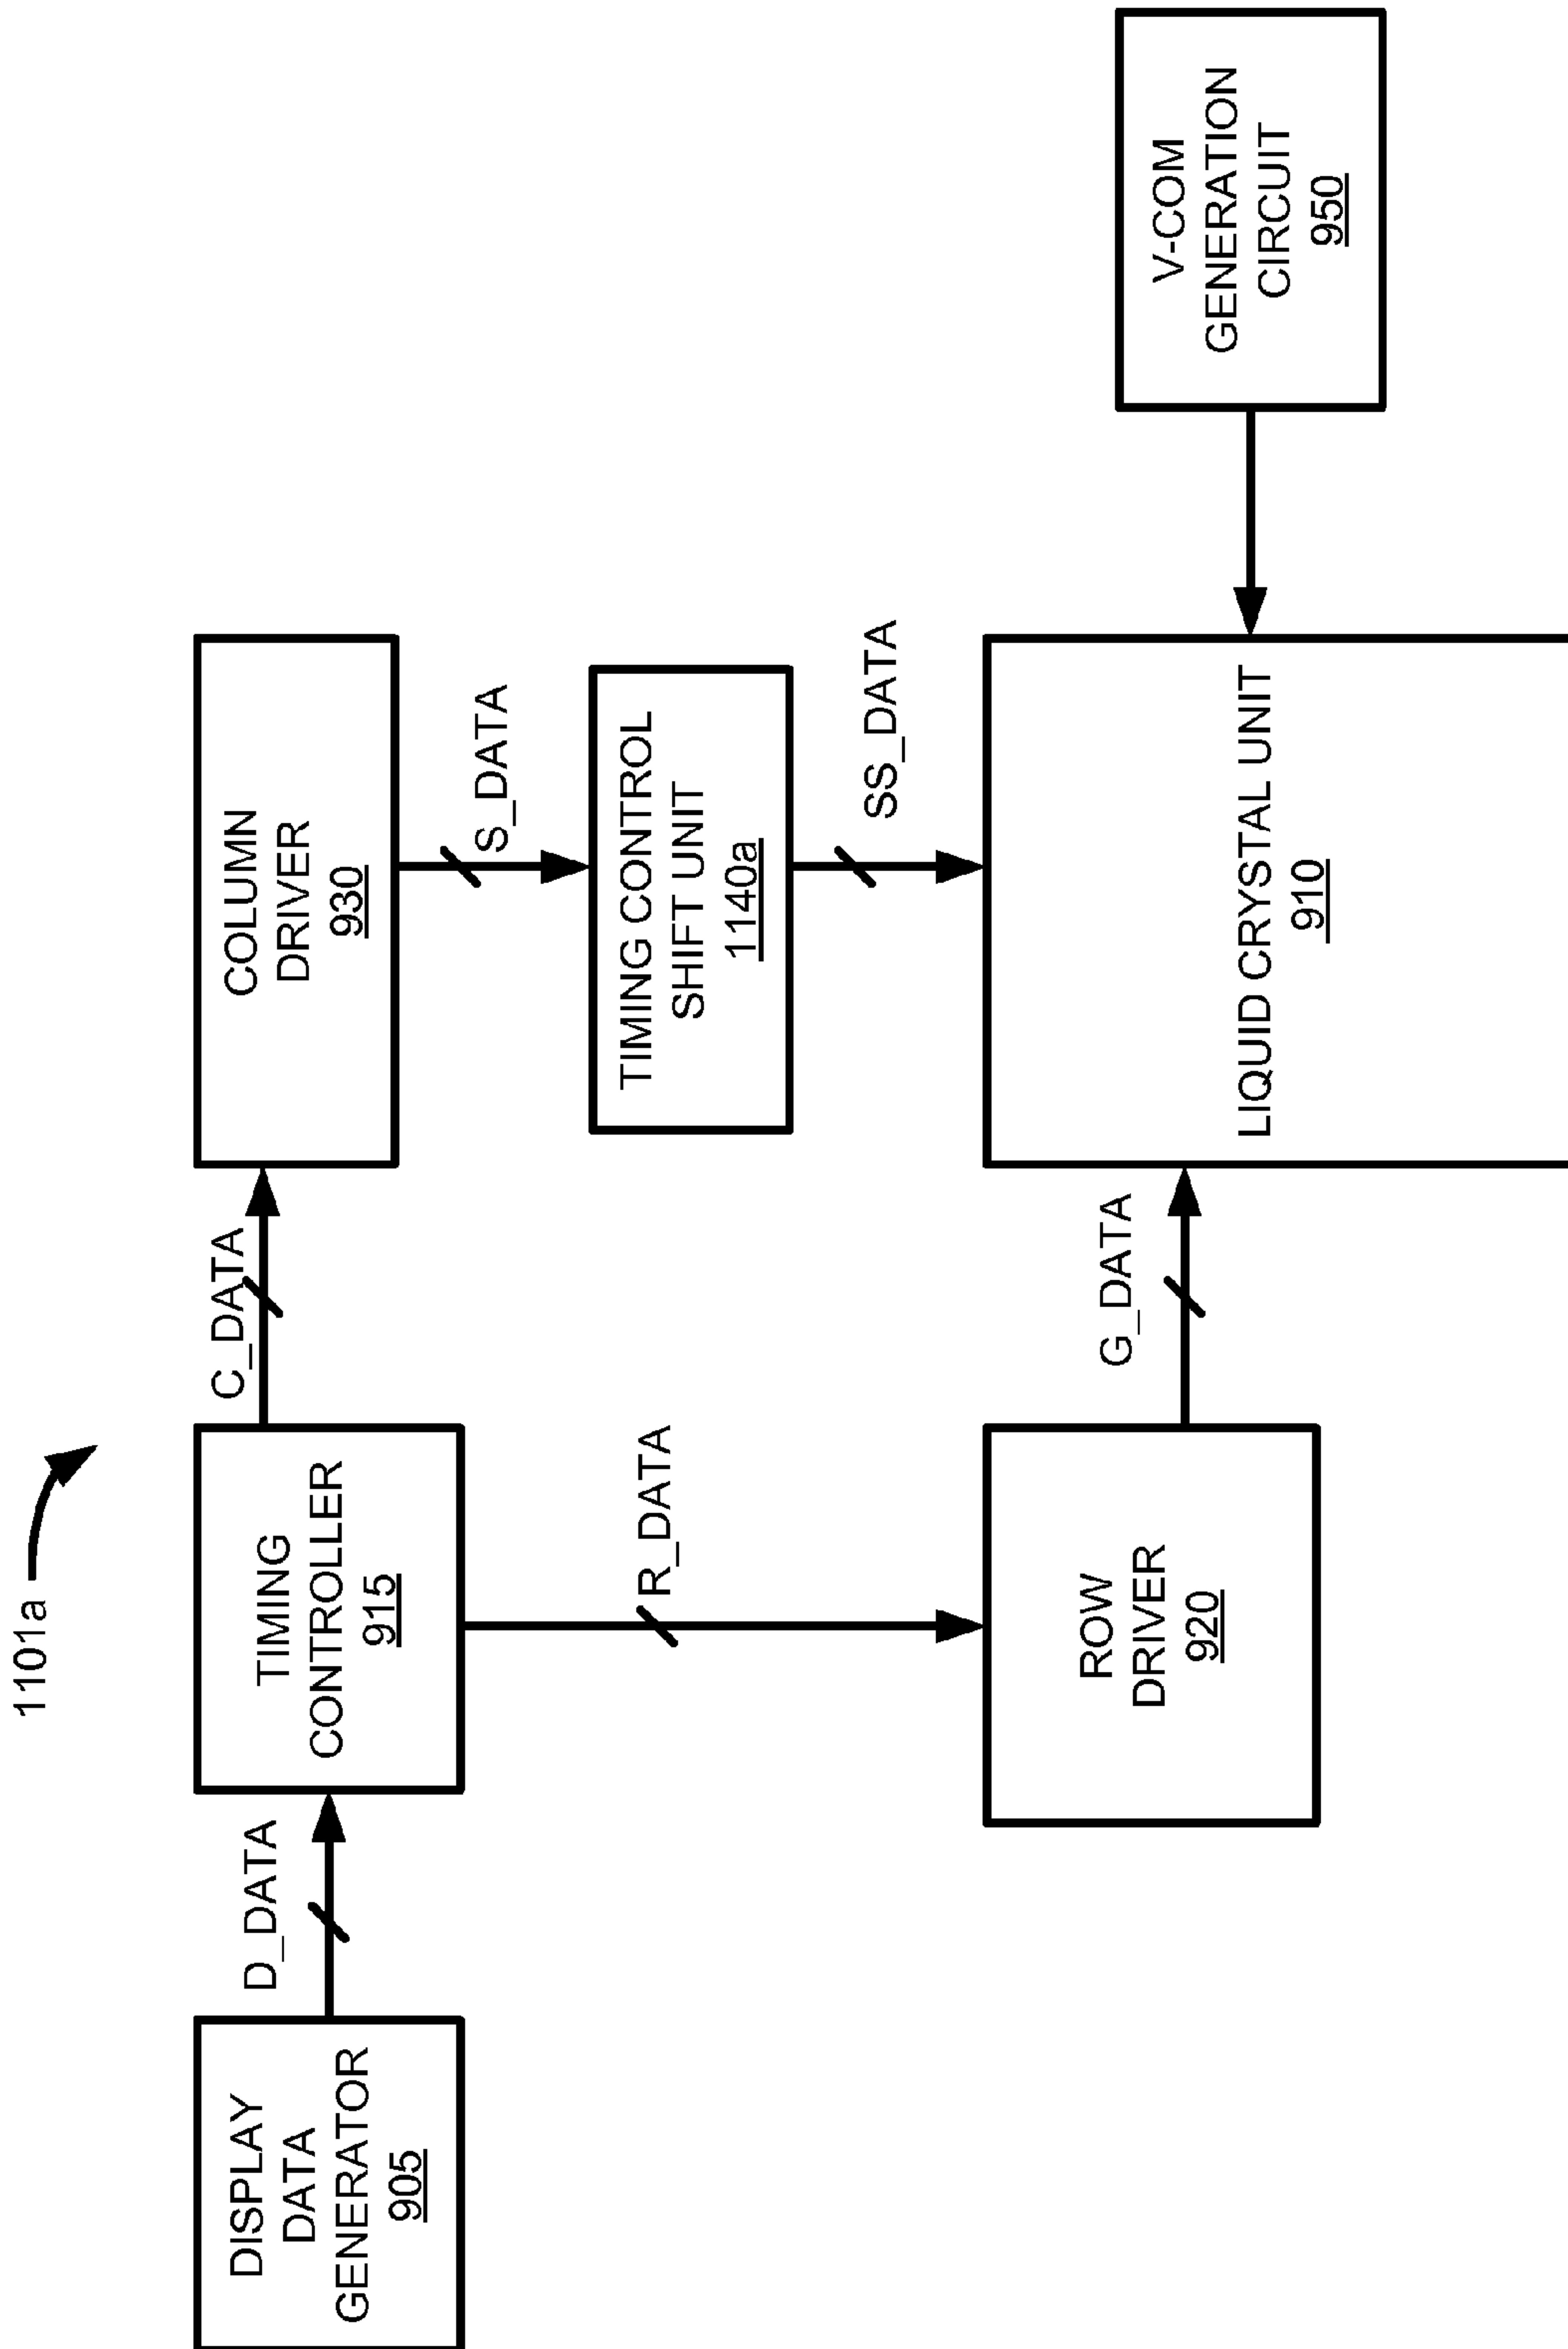 1101a
DISPLAY
DATA
GENERATOR
905
D_DATA
TIMING
CONTROLLER
915
C_DATA
COLUMN
DRIVER
930
R_DATA
S_DATA
TIMING CONTROL
SHIFT UNIT
1140a
SS_DATA
ROW
DRIVER
920
G_DATA
LIQUID CRYSTAL UNIT
910
V-COM
GENERATION
CIRCUIT
950